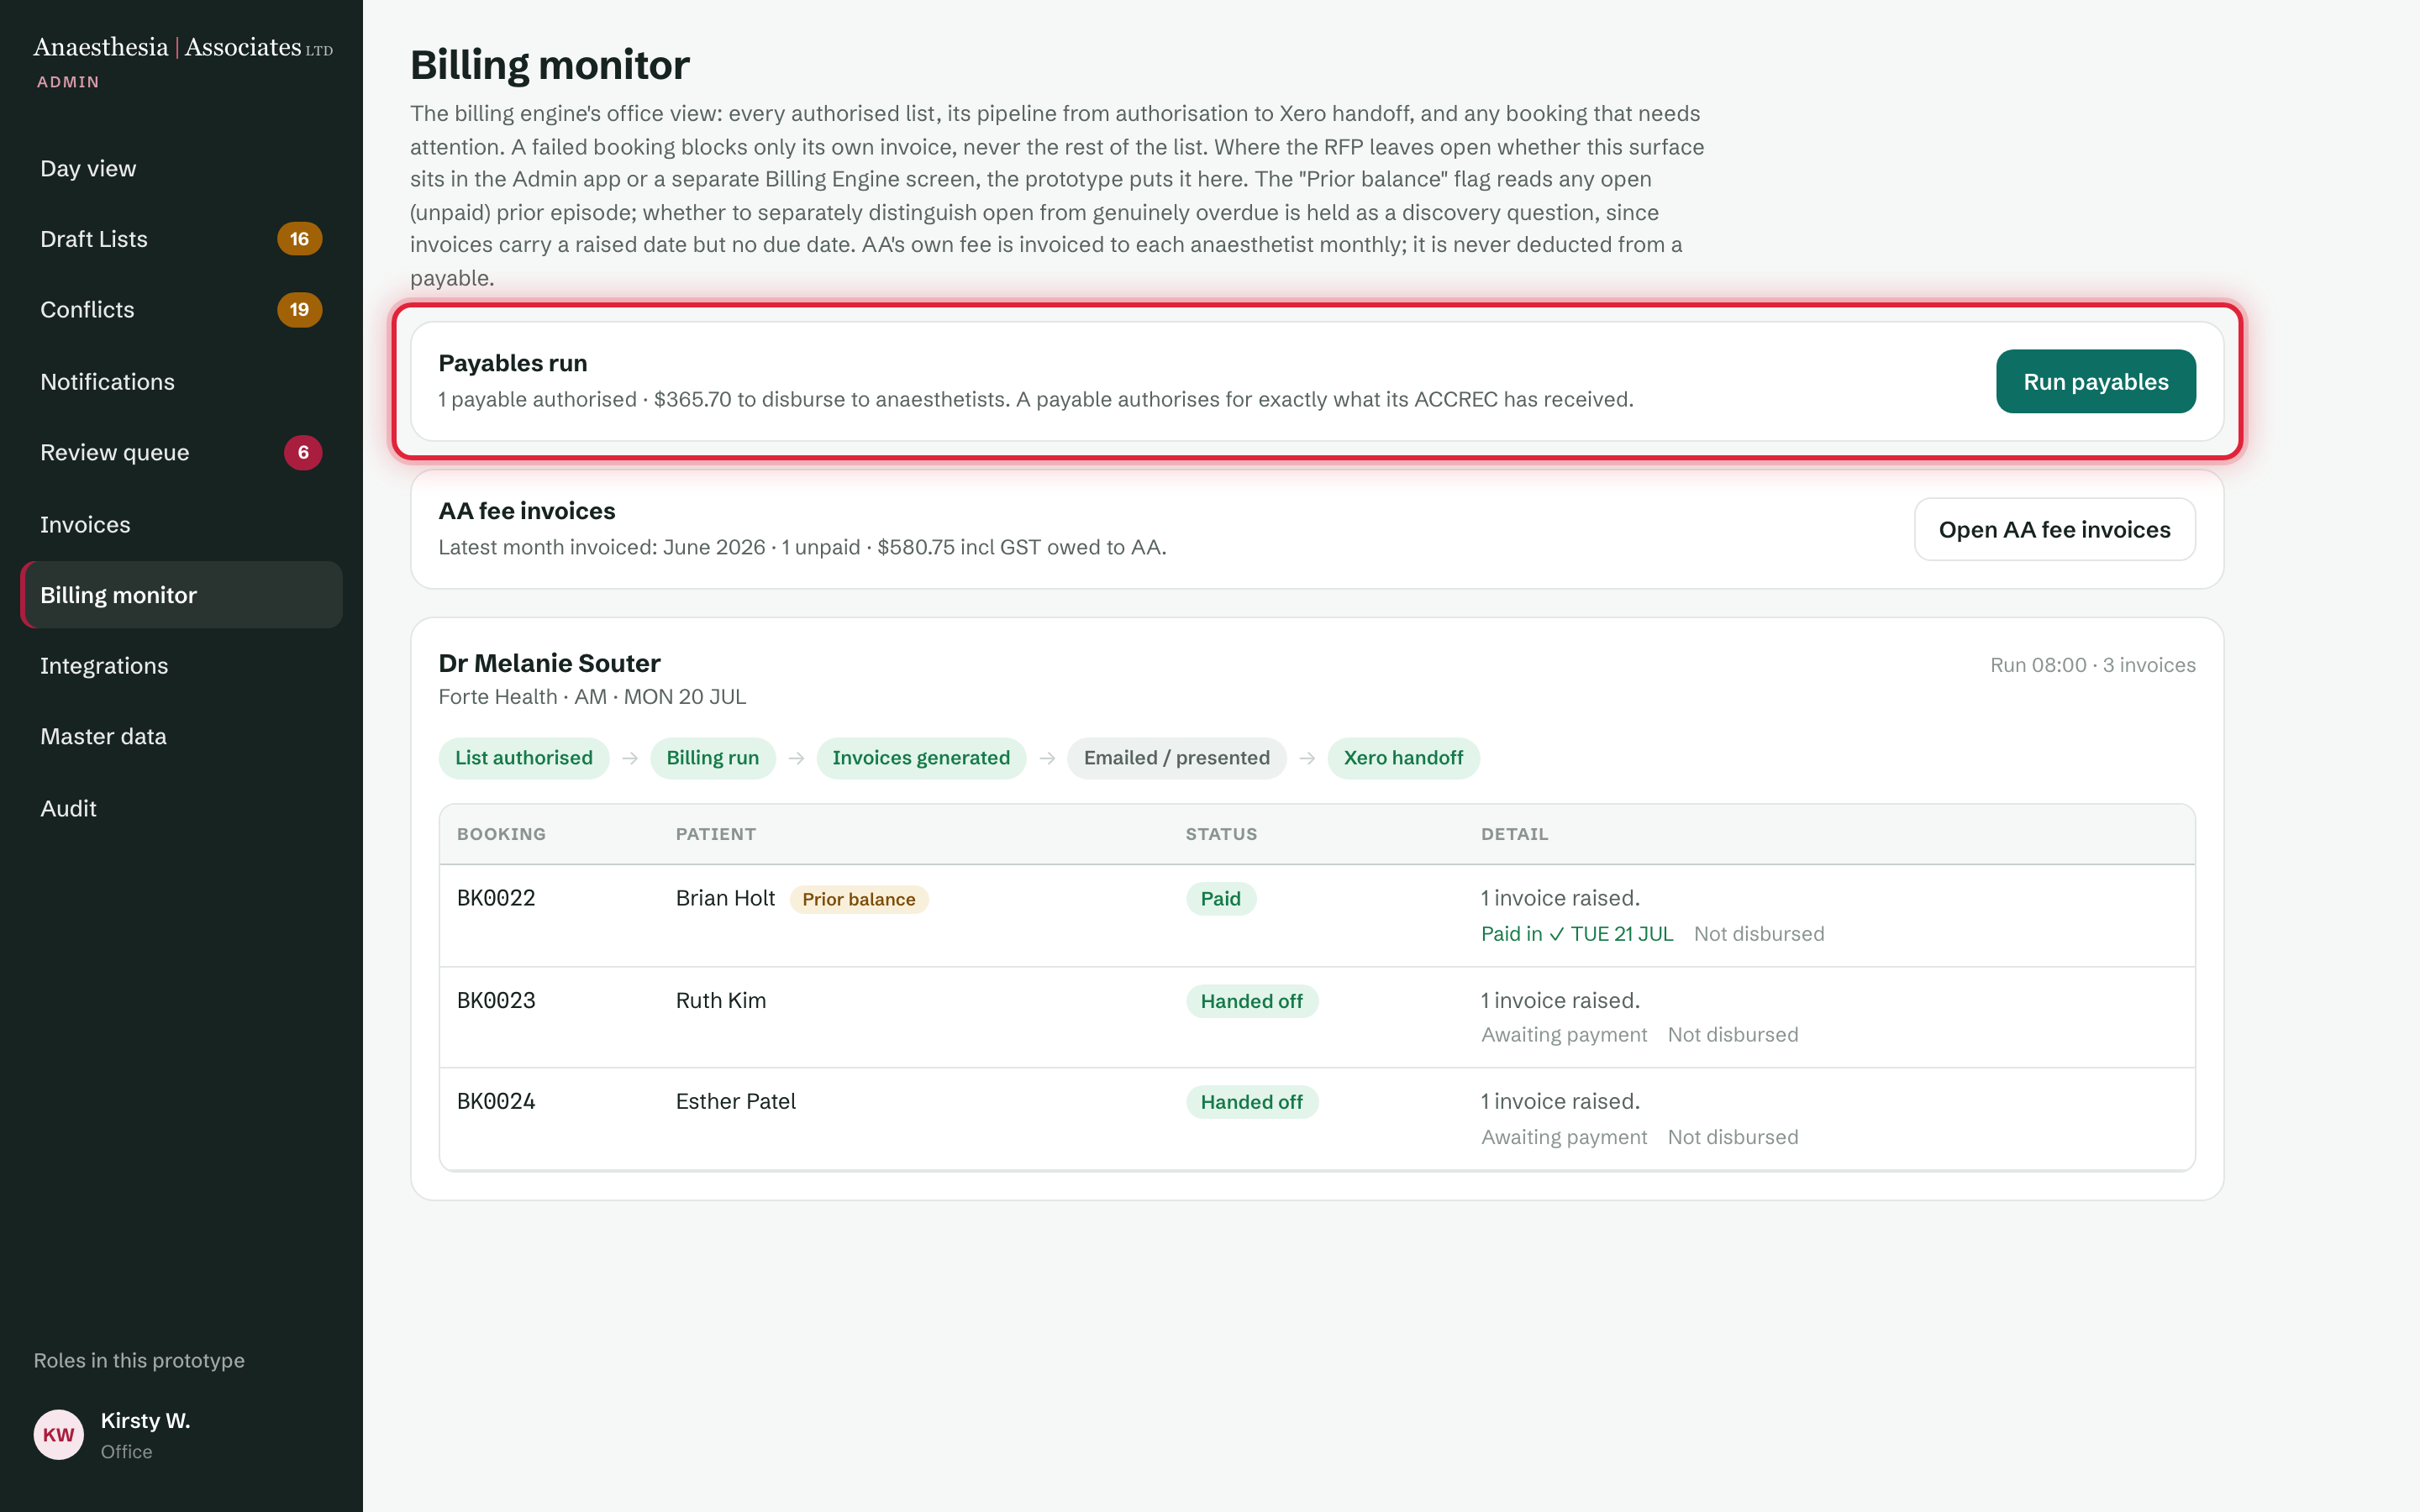 Anaesthesia | Associates LTD
ADMIN
Day view
Draft Lists 16
Conflicts 19
Notifications
Review queue 6
Invoices
Billing monitor
Integrations
Master data
Audit
Roles in this prototype
KW
Kirsty W.
Office
Billing monitor
The billing engine's office view: every authorised list, its pipeline from authorisation to Xero handoff, and any booking that needs
attention. A failed booking blocks only its own invoice, never the rest of the list. Where the RFP leaves open whether this surface
sits in the Admin app or a separate Billing Engine screen, the prototype puts it here. The "Prior balance" flag reads any open
(unpaid) prior episode; whether to separately distinguish open from genuinely overdue is held as a discovery question, since
invoices carry a raised date but no due date. AA's own fee is invoiced to each anaesthetist monthly; it is never deducted from a
payable.
Payables run
1 payable authorised · $365.70 to disburse to anaesthetists. A payable authorises for exactly what its ACCREC has received.
Run payables
AA fee invoices
Latest month invoiced: June 2026 · 1 unpaid · $580.75 incl GST owed to AA.
Open AA fee invoices
Dr Melanie Souter
Run 08:00 · 3 invoices
Forte Health · AM · MON 20 JUL
List authorised → Billing run → Invoices generated → Emailed / presented → Xero handoff
BOOKING PATIENT STATUS DETAIL
BK0022 Brian Holt Prior balance Paid 1 invoice raised.
Paid in ✓ TUE 21 JUL Not disbursed
BK0023 Ruth Kim Handed off 1 invoice raised.
Awaiting payment Not disbursed
BK0024 Esther Patel Handed off 1 invoice raised.
Awaiting payment Not disbursed